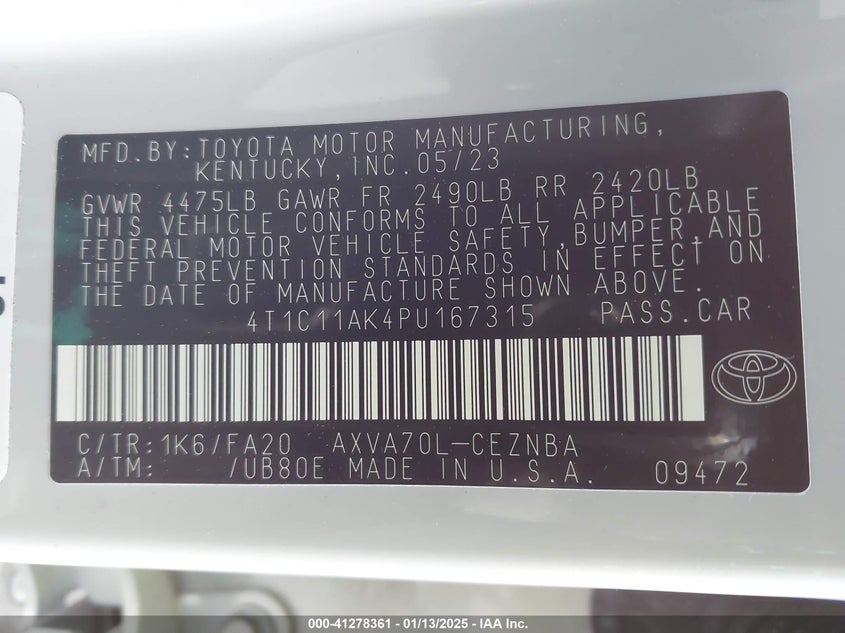 MFD.BY:TOYOTA MOTOR MANUFACTURING,
KENTUCKY,INC.05/23
GVWR 4475LB GAWR FR 2490LB RR 2420LB
THIS VEHICLE CONFORMS TO ALL APPLICABLE
FEDERAL MOTOR VEHICLE SAFETY,BUMPER,AND
THEFT PREVENTION STANDARDS IN EFFECT ON
THE DATE OF MANUFACTURE SHOWN ABOVE.
4T1C11AK4PU167315 PASS.CAR
C/TR:1K6/FA20 AXVA70L-CEZNBA
A/TM: /UB80E MADE IN U.S.A. 09472
000-41278361 - 01/13/2025 - IAA Inc.